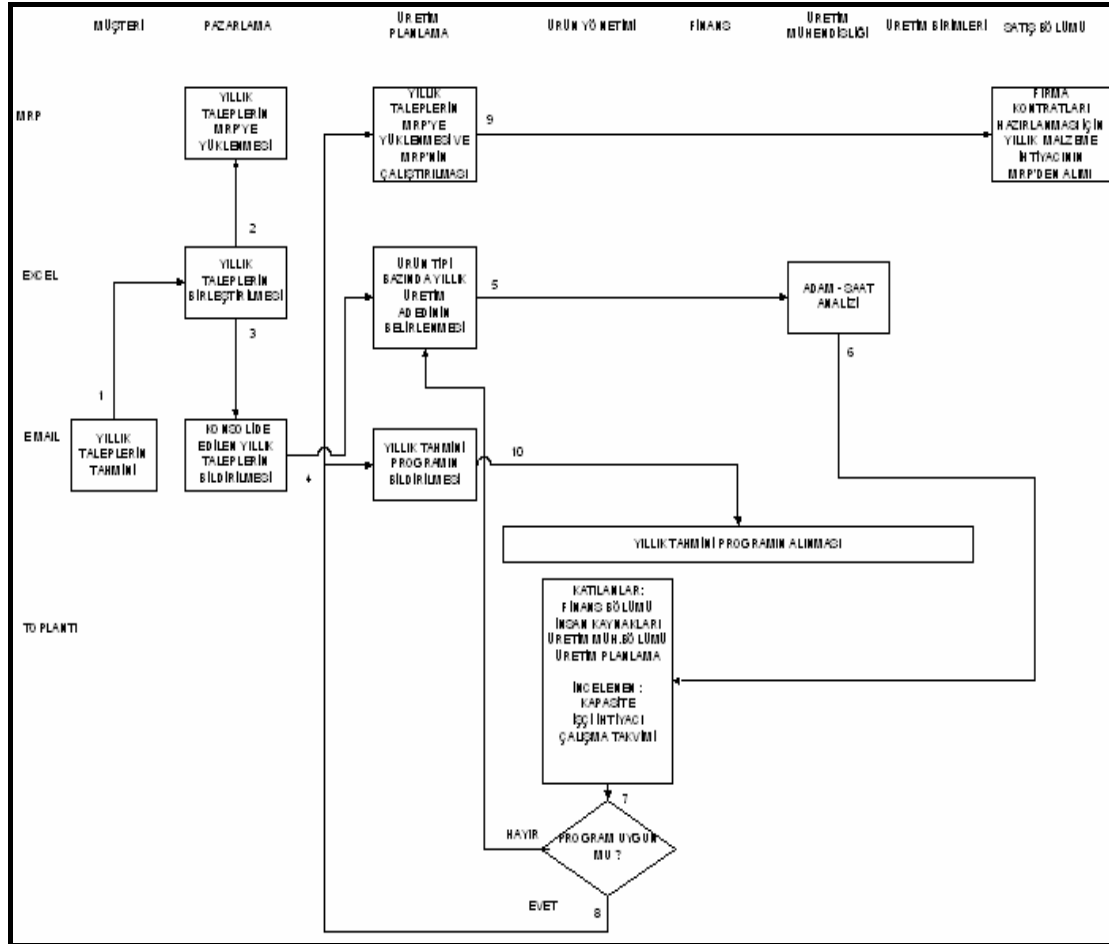 MÜŞTERİ
PAZARLAMA
ÜRETİM
PLANLAMA
ÜRÜN YÖNETİMİ
FİNANS
ÜRETİM
MÜHENDİSLİĞİ
ÜRETİM BİRİMLERİ
SATIŞ BÖLÜMÜ
MRP
YILLIK
TALEPLERİN
MRP'YE
YÜKLENMESİ
YILLIK
TALEPLERİN
MRP'YE
YÜKLENMESİ VE
MRP'NİN
ÇALIŞTIRILMASI
9
FİRMA
KONTRATLARI
HAZIRLANMASI İÇİN
YILLIK MALZEME
İHTİYACININ
MRP'DEN ALIMI
2
EXCEL
YILLIK
TALEPLERİN
BİRLEŞTİRİLMESİ
ÜRÜN TİPİ
BAZINDA YILLIK
ÜRETİM
ADEDİNİN
BELİRLENMESİ
5
ADAM - SAAT
ANALİZİ
3
6
1
EMAIL
YILLIK
TALEPLERİN
TAHMİNİ
KONSOLİDE
EDİLEN YILLIK
TALEPLERİN
BİLDİRİLMESİ
4
YILLIK TAHMİNİ
PROGRAMIN
BİLDİRİLMESİ
10
YILLIK TAHMİNİ PROGRAMIN ALINMASI
TOPLANTI
KATILANLAR:
FİNANS BÖLÜMÜ
İNSAN KAYNAKLARI
ÜRETİM MÜH.BÖLÜMÜ
ÜRETİM PLANLAMA
İNCELENEN :
KAPASİTE
İŞÇİ İHTİYACI
ÇALIŞMA TAKVİMİ
7
HAYIR
PROGRAM UYGUN
MU ?
EVET
8